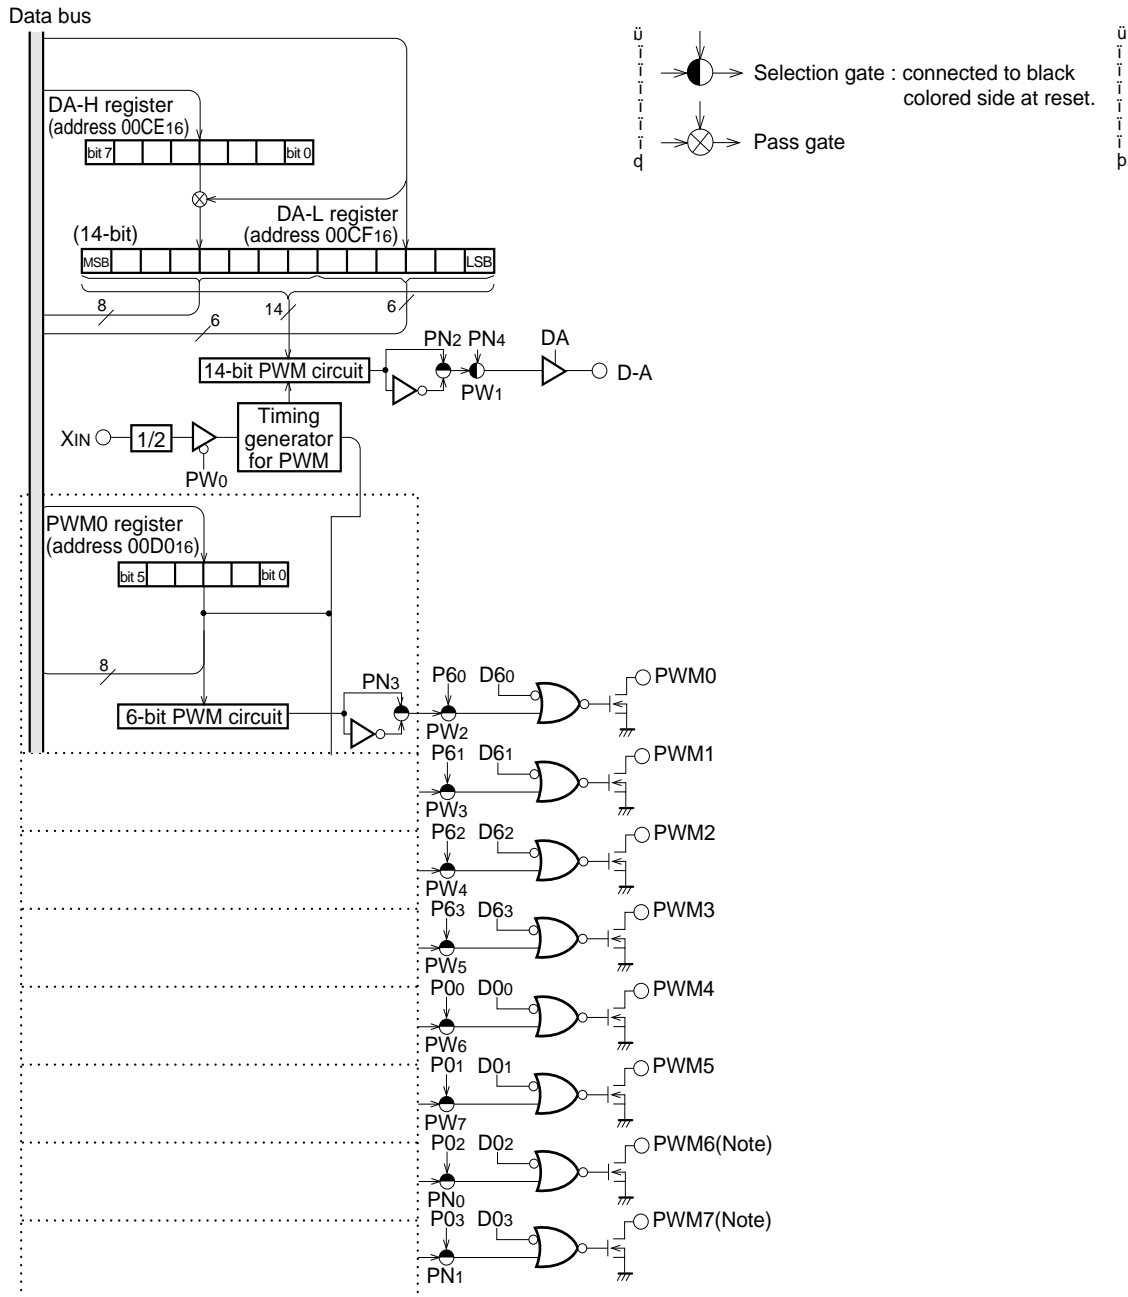 Data bus
ü
ï
ï
ï
ï
ï
ï
ï
þ
ü
ï
ï
ï
ï
ï
ï
ï
þ
Selection gate : connected to black
colored side at reset.
Pass gate
DA-H register
(address 00CE16)
bit 7
bit 0
DA-L register
(14-bit)
(address 00CF16)
MSB
LSB
8
14
6
6
PN2 PN4
DA
14-bit PWM circuit
D-A
PW1
XIN
1/2
Timing
generator
for PWM
PW0
PWM0 register
(address 00D016)
bit 5
bit 0
8
6-bit PWM circuit
PN3
P60
D60
PWM0
PW2
P61
D61
PWM1
PW3
P62
D62
PWM2
PW4
P63
D63
PWM3
PW5
P00
D00
PWM4
PW6
P01
D01
PWM5
PW7
P02
D02
PWM6(Note)
PN0
P03
D03
PWM7(Note)
PN1